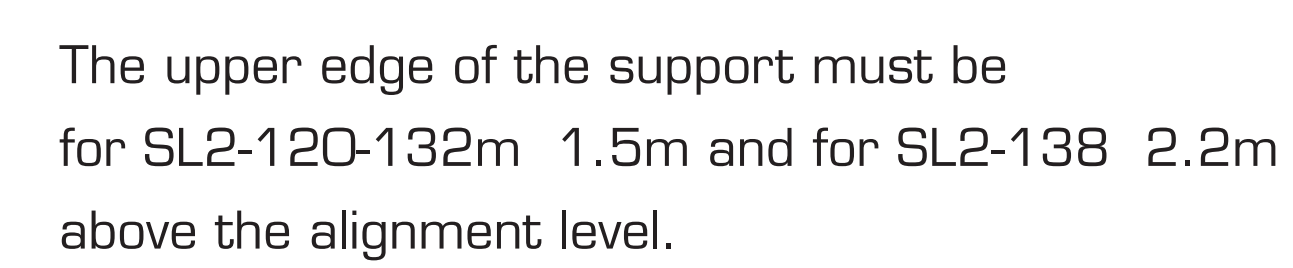 The upper edge of the support must be
for SL2-120-132m  1.5m and for SL2-138  2.2m
above the alignment level.